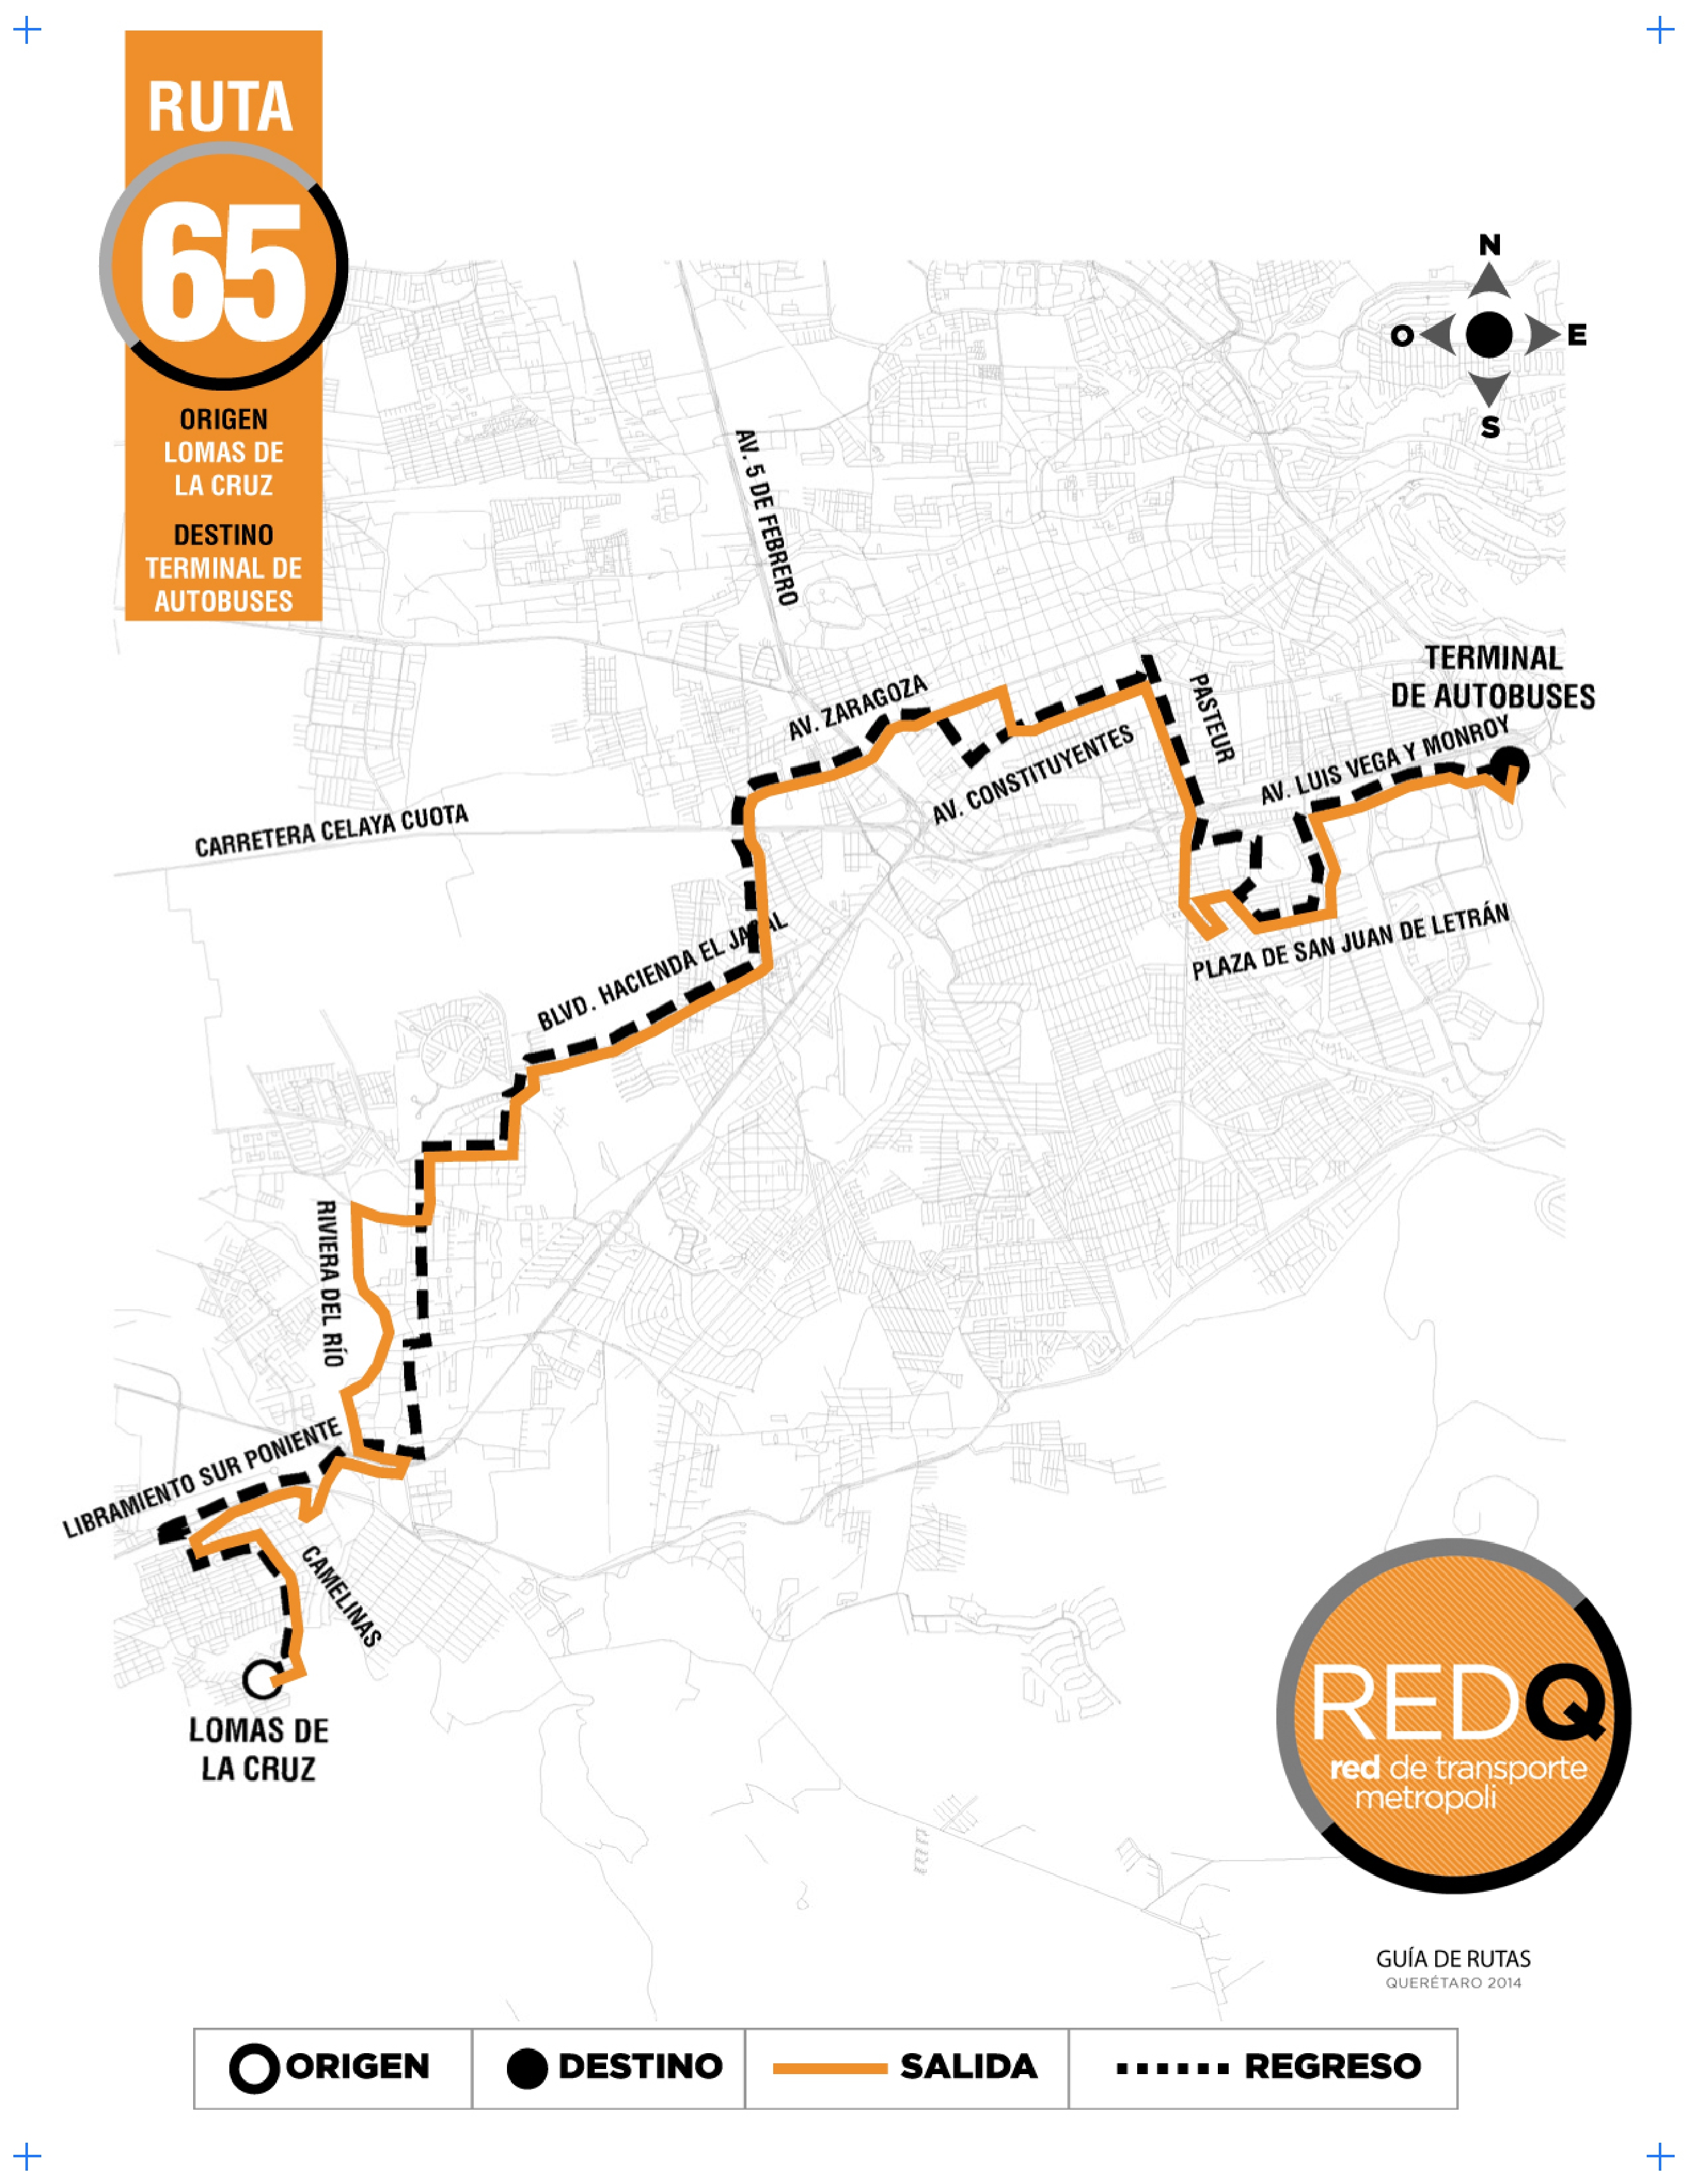 RUTA
65
ORIGEN
LOMAS DE
LA CRUZ
DESTINO
TERMINAL DE
AUTOBUSES
N
O
E
S
AV. 5 DE FEBRERO
TERMINAL
DE AUTOBUSES
AV. ZARAGOZA
PASTEUR
AV. CONSTITUYENTES
AV. LUIS VEGA Y MONROY
CARRETERA CELAYA CUOTA
BLVD. HACIENDA EL JACAL
PLAZA DE SAN JUAN DE LETRÁN
RIVIERA DEL RÍO
LIBRAMIENTO SUR PONIENTE
CAMELINAS
LOMAS DE
LA CRUZ
REDQ
red de transporte
metropoli
GUÍA DE RUTAS
QUERÉTARO 2014
ORIGEN
DESTINO
SALIDA
REGRESO